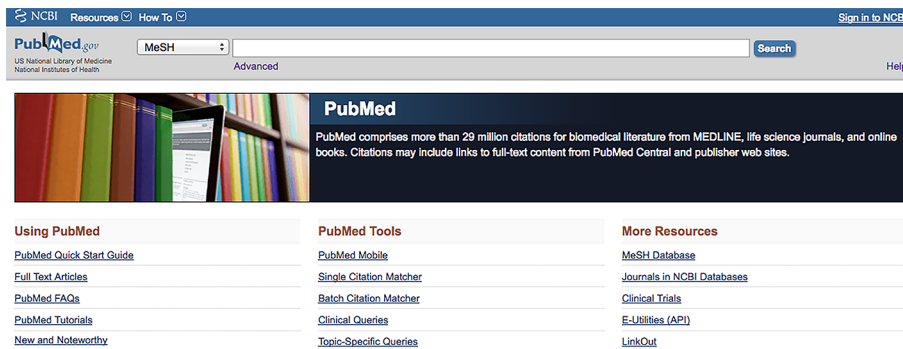 NCBI Resources How To Sign in to NCB
PubMed.gov
US National Library of Medicine
National Institutes of Health
MeSH
Search
Advanced
Help
PubMed
PubMed comprises more than 29 million citations for biomedical literature from MEDLINE, life science journals, and online
books. Citations may include links to full-text content from PubMed Central and publisher web sites.
Using PubMed
PubMed Quick Start Guide
Full Text Articles
PubMed FAQs
PubMed Tutorials
New and Noteworthy
PubMed Tools
PubMed Mobile
Single Citation Matcher
Batch Citation Matcher
Clinical Queries
Topic-Specific Queries
More Resources
MeSH Database
Journals in NCBI Databases
Clinical Trials
E-Utilities (API)
LinkOut